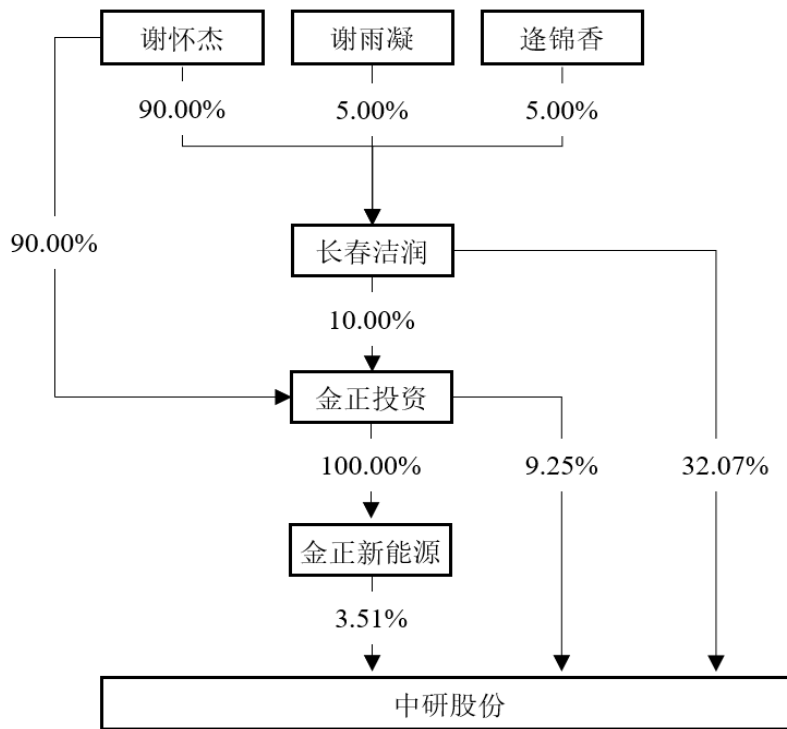 谢怀杰 谢雨凝 逄锦香
90.00% 5.00% 5.00%
90.00%
长春洁润
10.00%
金正投资
100.00% 9.25% 32.07%
金正新能源
3.51%
中研股份